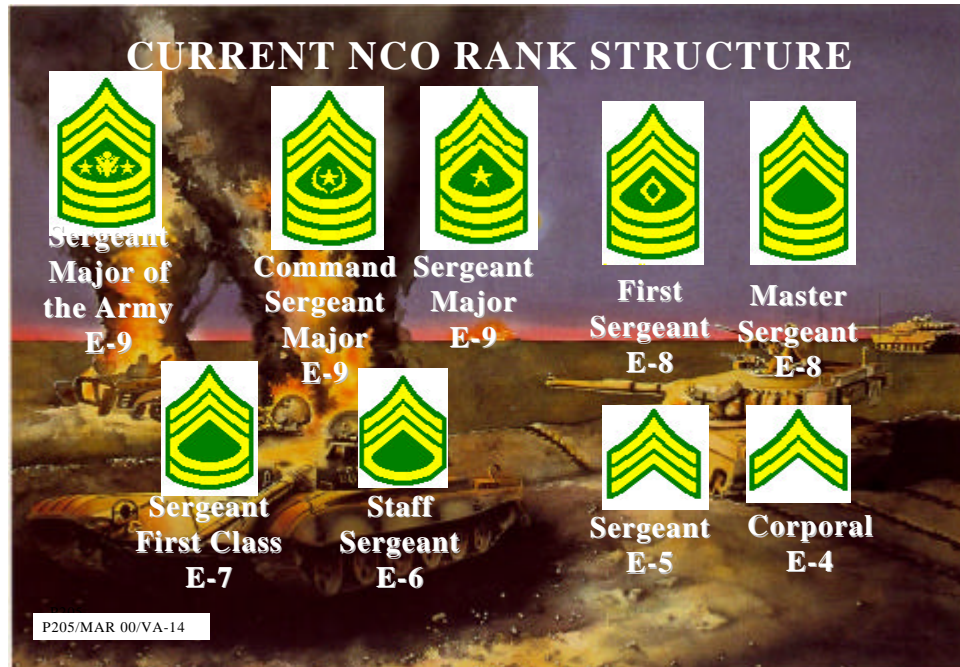 CURRENT NCO RANK STRUCTURE
Sergeant
Major of
the Army
E-9
Command
Sergeant
Major
E-9
Sergeant
Major
E-9
First
Sergeant
E-8
Master
Sergeant
E-8
Sergeant
First Class
E-7
Staff
Sergeant
E-6
Sergeant
E-5
Corporal
E-4
P205/MAR 00/VA-14